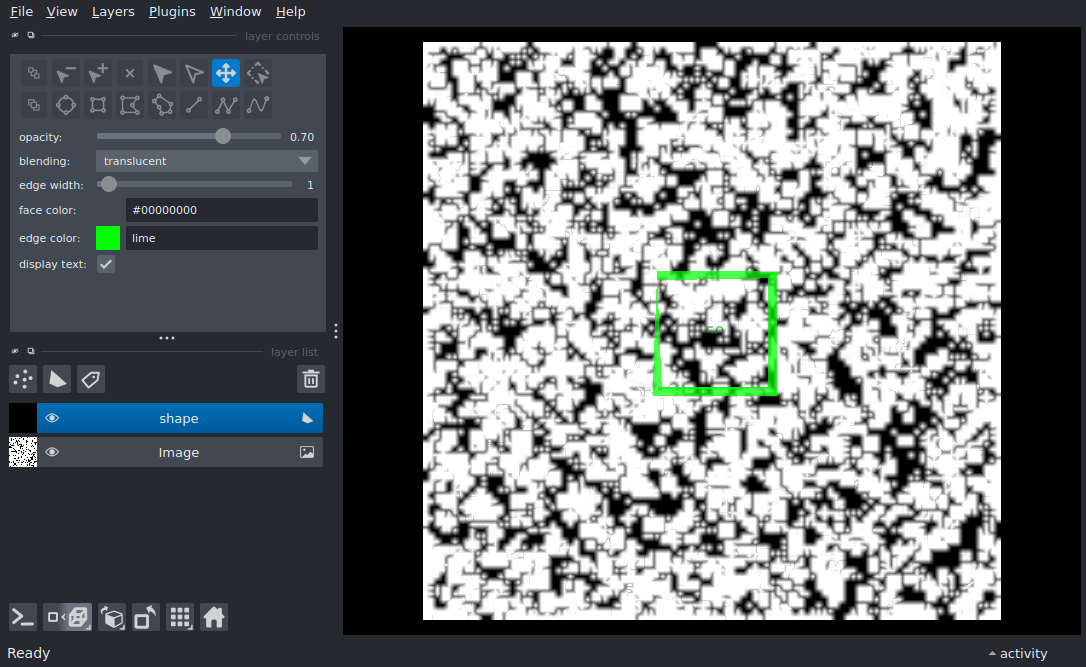 File View Layers Plugins Window Help
layer controls
opacity: 0.70
blending: translucent
edge width: 1
face color: #00000000
edge color: lime
display text:
layer list
shape
Image
Ready
activity